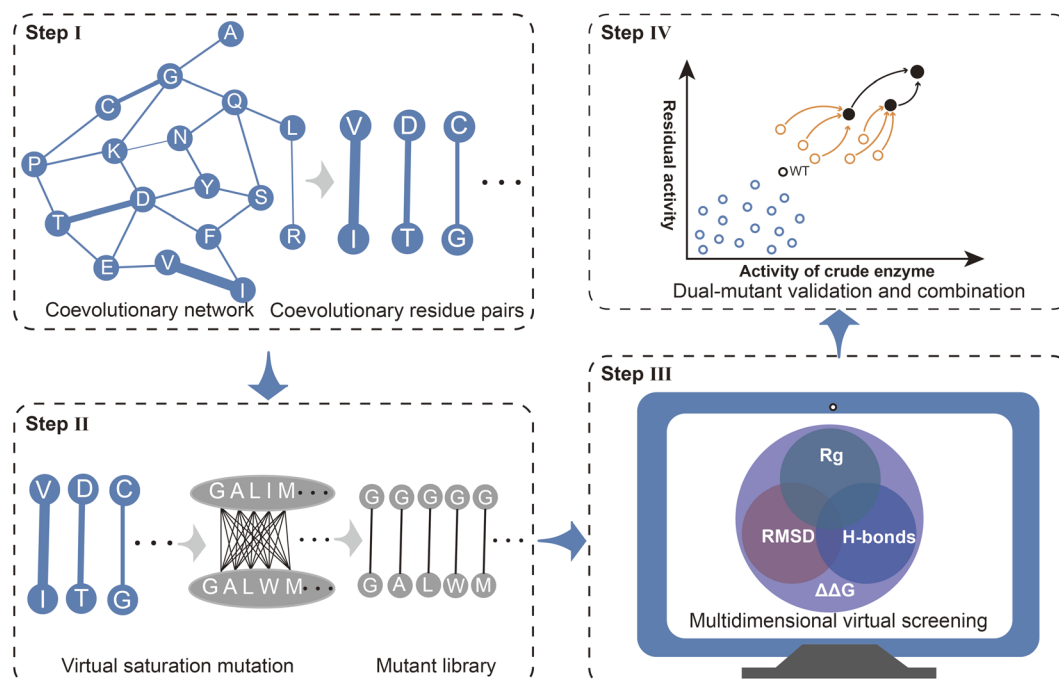 Step I
A
G
C
Q
L
N
K
P
Y
D
S
T
F
R
E
V
I
V D C
• • •
I T G
Coevolutionary network
Coevolutionary residue pairs
Step II
V D C
• • •
I T G
G A L I M • • •
• • •
G A L W M • • •
G G G G G
• • •
G A L W M
Virtual saturation mutation
Mutant library
Step III
Rg
RMSD
H-bonds
ΔΔG
Multidimensional virtual screening
Step IV
Residual activity
WT
Activity of crude enzyme
Dual-mutant validation and combination